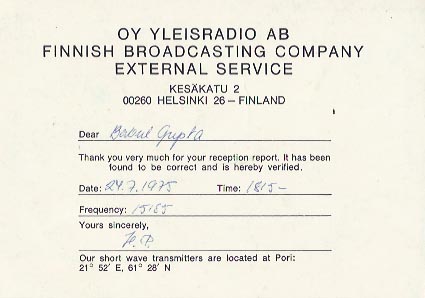 OY YLEISRADIO AB
FINNISH BROADCASTING COMPANY
EXTERNAL SERVICE
KESÄKATU 2
00260 HELSINKI 26 – FINLAND
Dear Gupta
Thank you very much for your reception report. It has been
found to be correct and is hereby verified.
Date: 24.7.1975 Time: 1815-
Frequency: 15185
Yours sincerely,
Our short wave transmitters are located at Pori:
21° 52' E, 61° 28' N